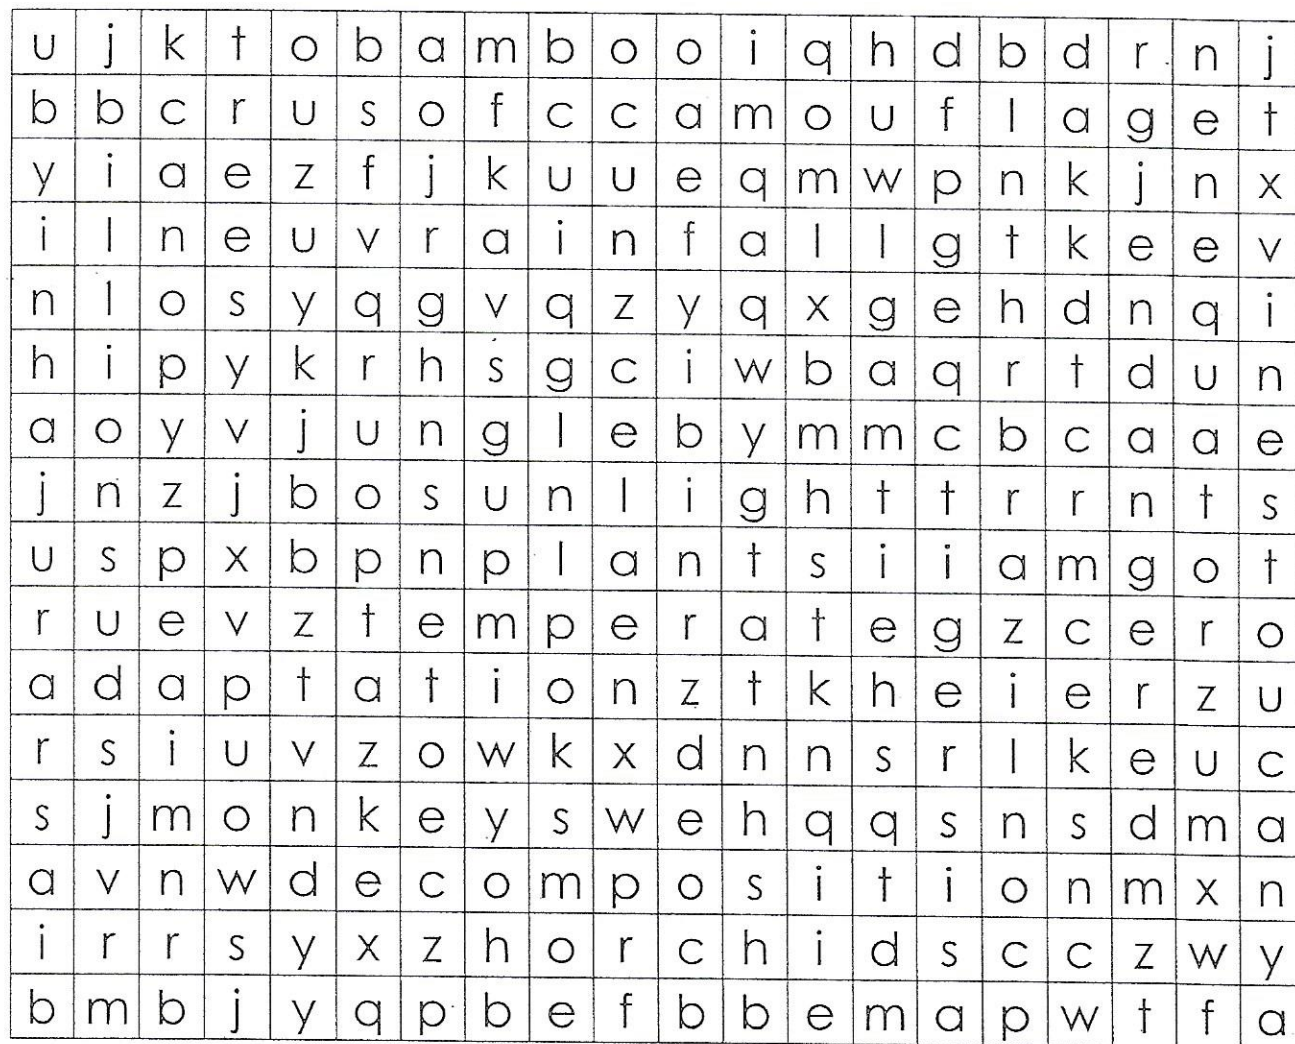 u j k t o b a m b o o i q h d b d r n j
b b c r u s o f c c a m o u f l a g e t
y i a e z f j k u u e q m w p n k j n x
i l n e u v r a i n f a l l g t k e e v
n l o s y q g v q z y q x g e h d n q i
h i p y k r h s g c i w b a q r t d u n
a o y v j u n g l e b y m m c b c a a e
j n z j b o s u n l i g h t t r r n t s
u s p x b p n p l a n t s i i a m g o t
r u e v z t e m p e r a t e g z c e r o
a d a p t a t i o n z t k h e i e r z u
r s i u v z o w k x d n n s r l k e u c
s j m o n k e y s w e h q q s n s d m a
a v n w d e c o m p o s i t i o n m x n
i r r s y x z h o r c h i d s c c z w y
b m b j y q p b e f b b e m a p w t f a